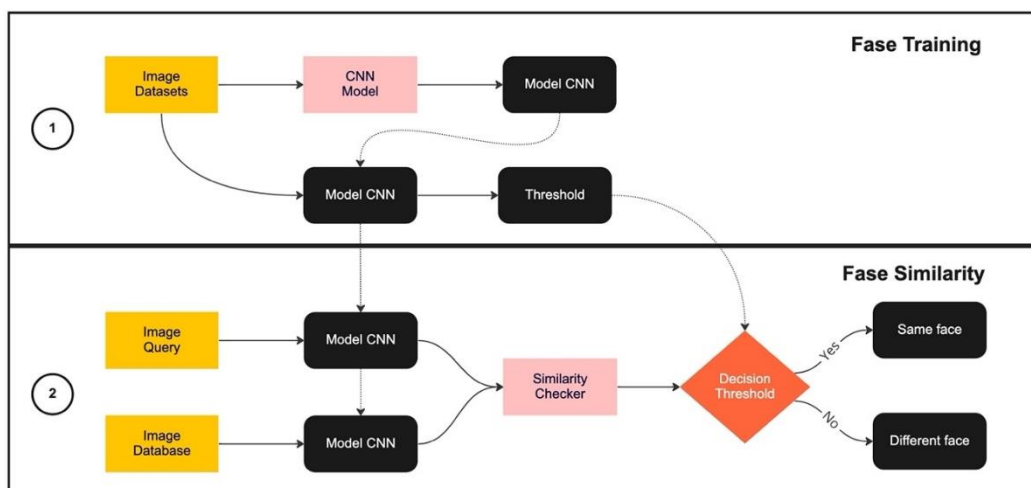 Fase Training
Image
Datasets
CNN
Model
Model CNN
1
Model CNN
Threshold
Fase Similarity
Image
Query
Model CNN
Same face
Yes
2
Similarity
Checker
Decision
Threshold
No
Image
Database
Model CNN
Different face